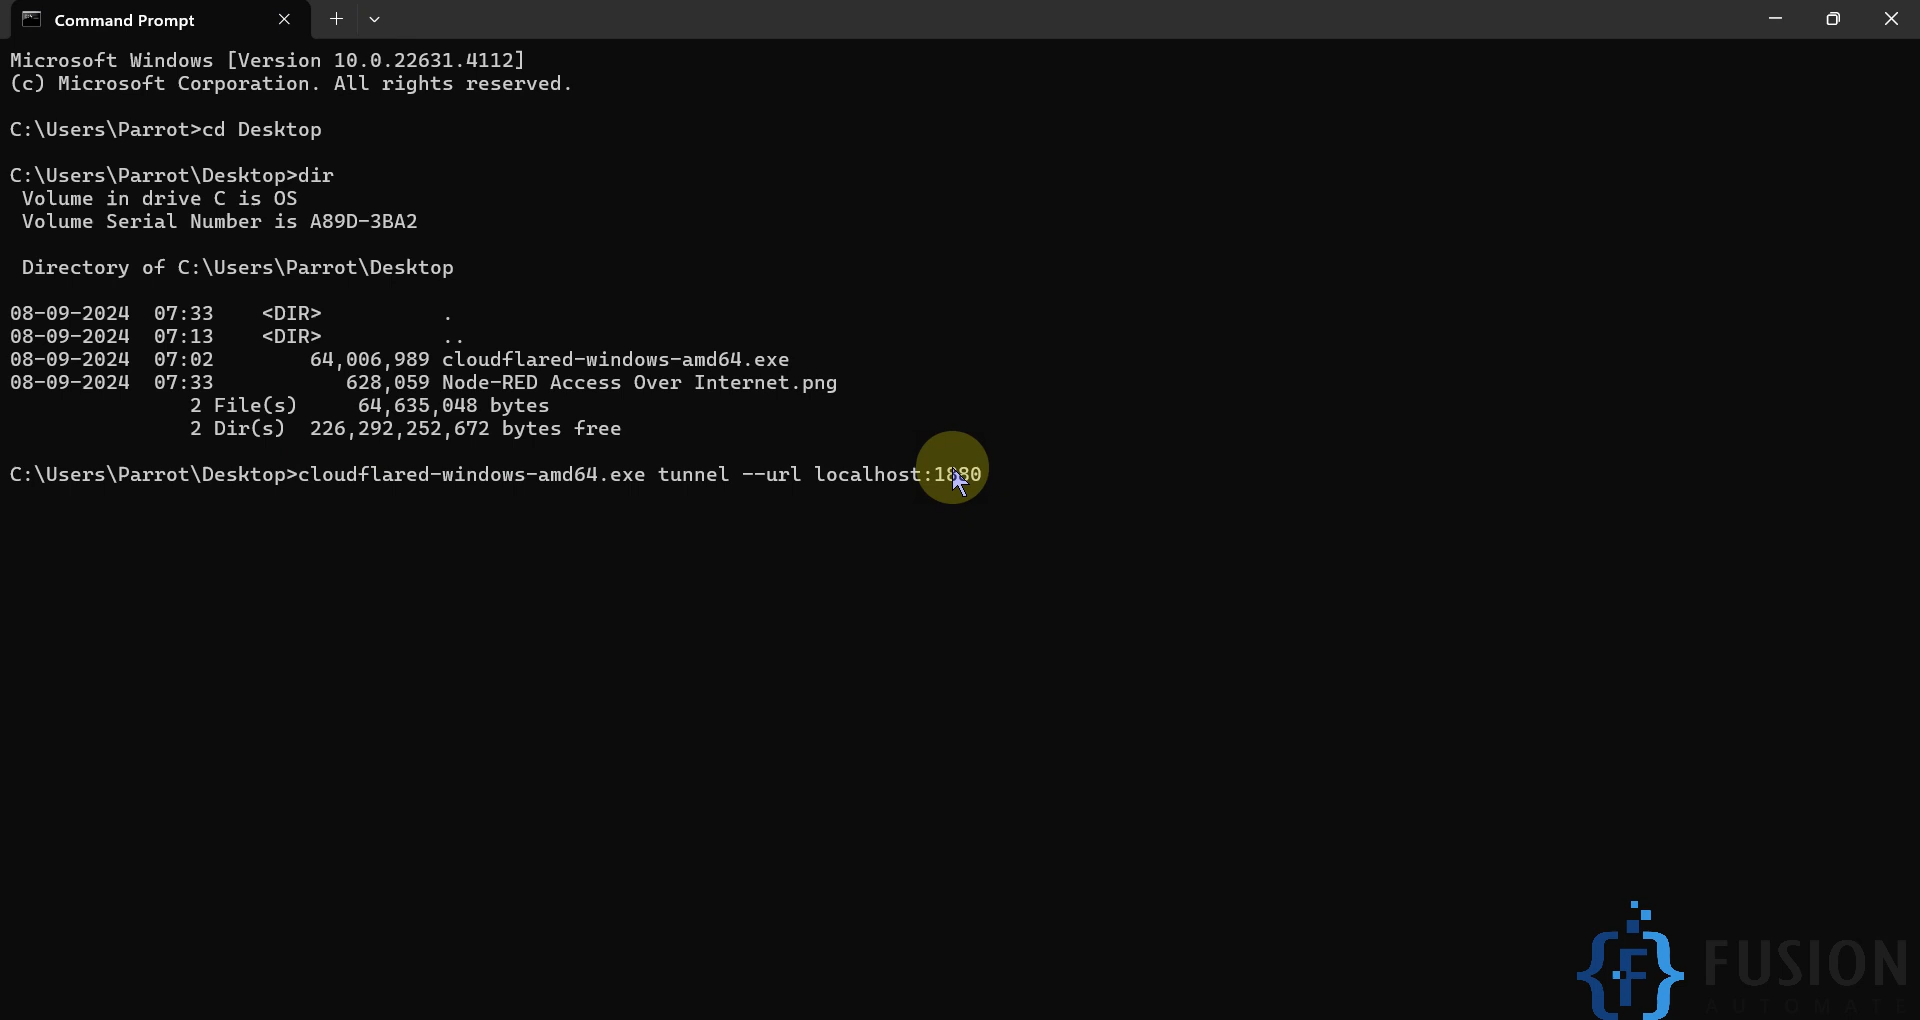 Command Prompt
Microsoft Windows [Version 10.0.22631.4112]
(c) Microsoft Corporation. All rights reserved.
C:\Users\Parrot>cd Desktop
C:\Users\Parrot\Desktop>dir
 Volume in drive C is OS
 Volume Serial Number is A89D-3BA2
 Directory of C:\Users\Parrot\Desktop
08-09-2024  07:33    <DIR>          .
08-09-2024  07:13    <DIR>          ..
08-09-2024  07:02        64,006,989 cloudflared-windows-amd64.exe
08-09-2024  07:33           628,059 Node-RED Access Over Internet.png
               2 File(s)     64,635,048 bytes
               2 Dir(s)  226,292,252,672 bytes free
C:\Users\Parrot\Desktop>cloudflared-windows-amd64.exe tunnel --url localhost:1880
FUSION
AUTOMATE